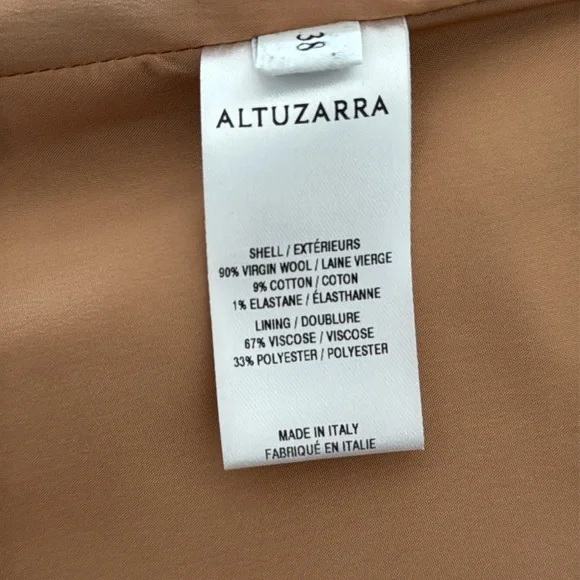 38
ALTUZARRA
SHELL / EXTÉRIEURS
90% VIRGIN WOOL / LAINE VIERGE
9% COTTON / COTON
1% ELASTANE / ÉLASTHANNE
LINING / DOUBLURE
67% VISCOSE / VISCOSE
33% POLYESTER / POLYESTER
MADE IN ITALY
FABRIQUÉ EN ITALIE